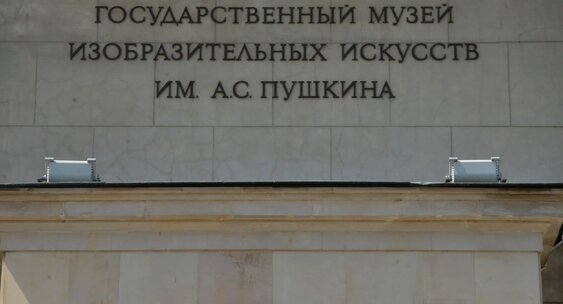 ГОСУДАРСТВЕННЫЙ МУЗЕЙ
ИЗОБРАЗИТЕЛЬНЫХ ИСКУССТВ
ИМ. А.С. ПУШКИНА